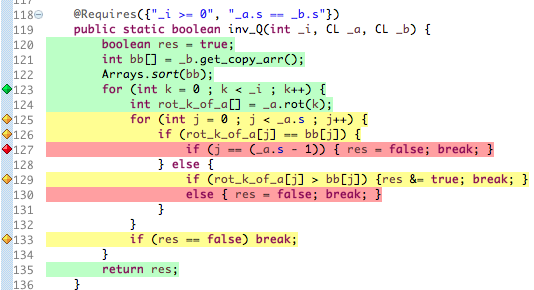 118 @Requires({"_i >= 0", "_a.s == _b.s"})
119 public static boolean inv_Q(int _i, CL _a, CL _b) {
120 boolean res = true;
121 int bb[] = _b.get_copy_arr();
122 Arrays.sort(bb);
123 for (int k = 0 ; k < _i ; k++) {
124 int rot_k_of_a[] = _a.rot(k);
125 for (int j = 0 ; j < _a.s ; j++) {
126 if (rot_k_of_a[j] == bb[j]) {
127 if (j == (_a.s - 1)) { res = false; break; }
128 } else {
129 if (rot_k_of_a[j] > bb[j]) {res &= true; break; }
130 else { res = false; break; }
131 }
132 }
133 if (res == false) break;
134 }
135 return res;
136 }